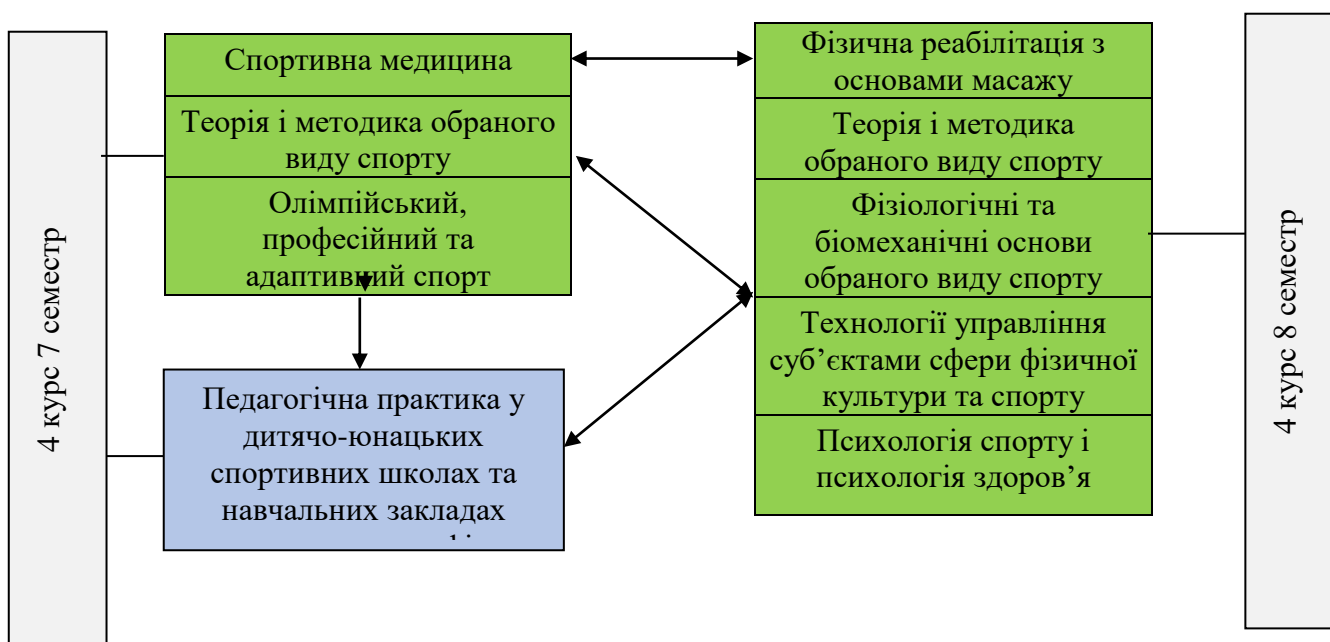 4 курс 7 семестр
Спортивна медицина
Теорія і методика обраного
виду спорту
Олімпійський,
професійний та
адаптивний спорт
Педагогічна практика у
дитячо-юнацьких
спортивних школах та
навчальних закладах
Фізична реабілітація з
основами масажу
Теорія і методика
обраного виду спорту
Фізіологічні та
біомеханічні основи
обраного виду спорту
Технології управління
суб’єктами сфери фізичної
культури та спорту
Психологія спорту і
психологія здоров’я
4 курс 8 семестр